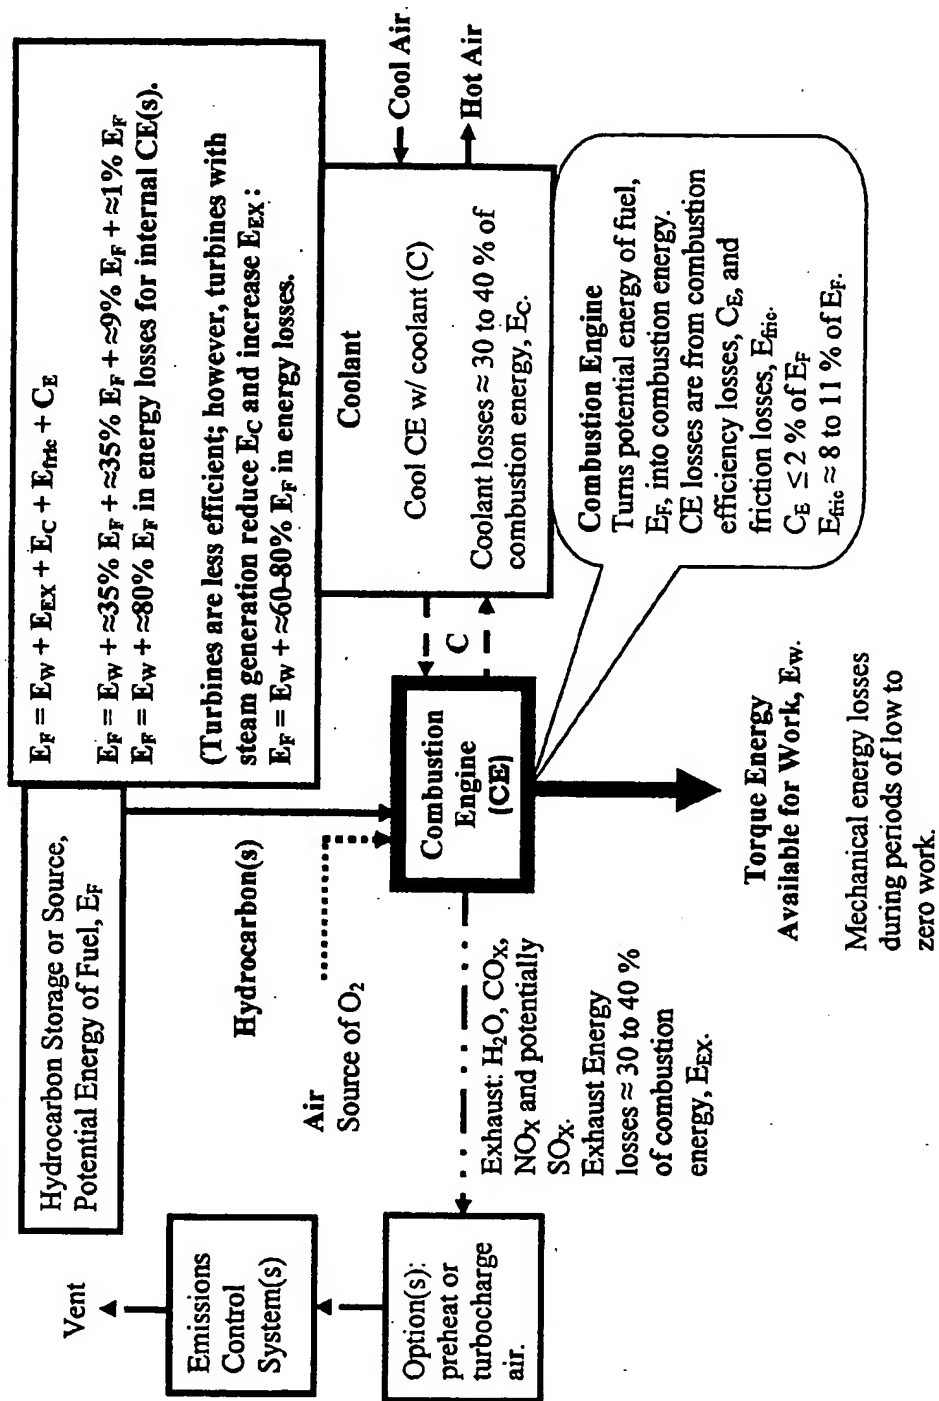 Hydrocarbon Storage or Source,
Potential Energy of Fuel, E_F
E_F = E_W + E_EX + E_C + E_fric + C_E
E_F = E_W + ≈35% E_F + ≈35% E_F + ≈9% E_F + ≈1% E_F
E_F = E_W + ≈80% E_F in energy losses for internal CE(s).
(Turbines are less efficient; however, turbines with
steam generation reduce E_C and increase E_EX :
E_F = E_W + ≈60-80% E_F in energy losses.
Vent
Emissions
Control
System(s)
Option(s):
preheat or
turbocharge
air.
Air
Source of O₂
Hydrocarbon(s)
Combustion
Engine
(CE)
C
Coolant
Cool CE w/ coolant (C)
Coolant losses ≈ 30 to 40 % of
combustion energy, E_C.
Cool Air
Hot Air
Exhaust: H₂O, CO_X,
NO_X and potentially
SO_X.
Exhaust Energy
losses ≈ 30 to 40 %
of combustion
energy, E_EX.
Torque Energy
Available for Work, E_W.
Mechanical energy losses
during periods of low to
zero work.
Combustion Engine
Turns potential energy of fuel,
E_F, into combustion energy.
CE losses are from combustion
efficiency losses, C_E, and
friction losses, E_fric.
C_E ≤ 2 % of E_F
E_fric ≈ 8 to 11 % of E_F.